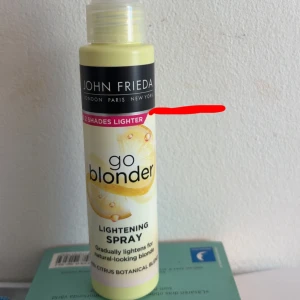 JOHN FRIEDA
LONDON PARIS NEW YORK
SHADES LIGHTER
go
blonder
LIGHTENING
SPRAY
Gradually lightens for
natural-looking blonde
CITRUS BOTANICAL